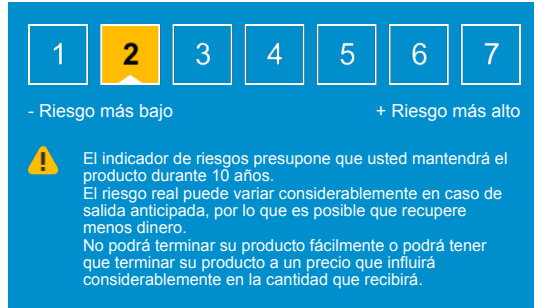 1 2 3 4 5 6 7
- Riesgo más bajo + Riesgo más alto
El indicador de riesgos presupone que usted mantendrá el
producto durante 10 años.
El riesgo real puede variar considerablemente en caso de
salida anticipada, por lo que es posible que recupere
menos dinero.
No podrá terminar su producto fácilmente o podrá tener
que terminar su producto a un precio que influirá
considerablemente en la cantidad que recibirá.